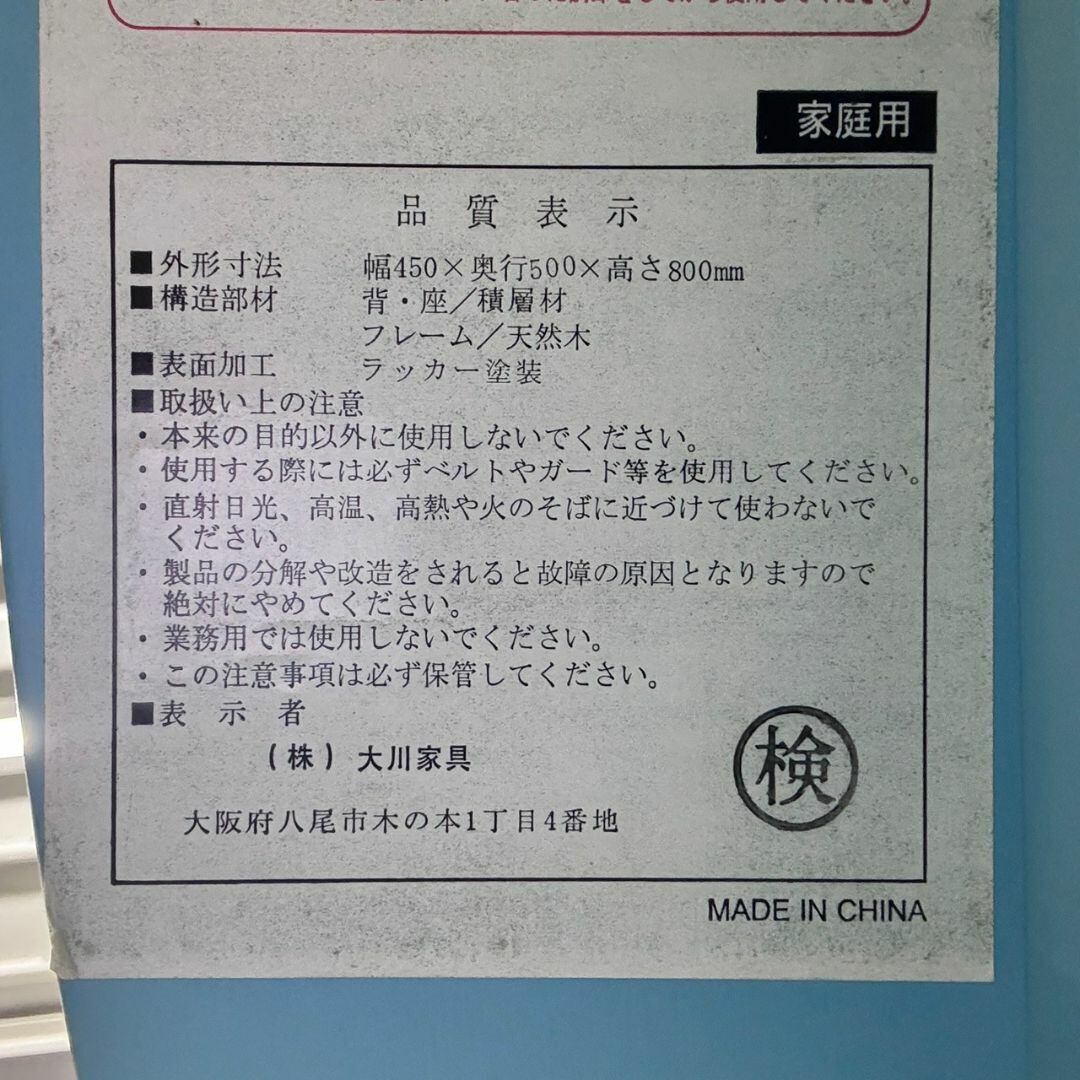 家庭用
品質表示
■外形寸法 幅450×奥行500×高さ800mm
■構造部材 背・座／積層材
フレーム／天然木
■表面加工 ラッカー塗装
■取扱い上の注意
・本来の目的以外に使用しないでください。
・使用する際には必ずベルトやガード等を使用してください。
・直射日光、高温、高熱や火のそばに近づけて使わないで
ください。
・製品の分解や改造をされると故障の原因となりますので
絶対にやめてください。
・業務用では使用しないでください。
・この注意事項は必ず保管してください。
■表示者
(株) 大川家具
検
大阪府八尾市木の本1丁目4番地
MADE IN CHINA